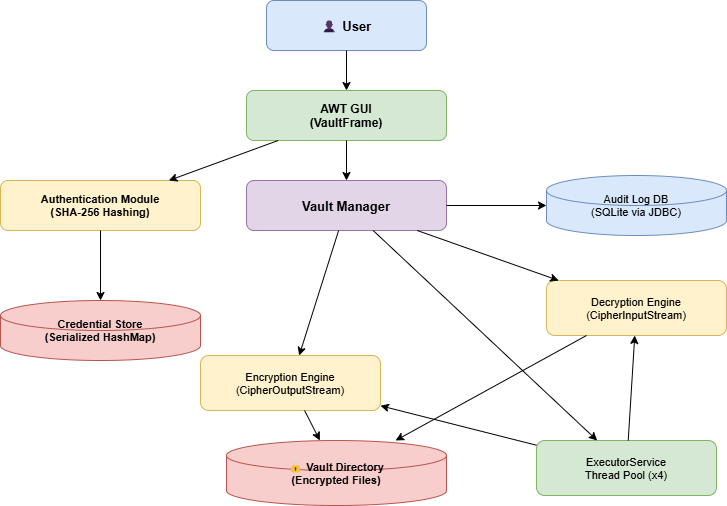 👤 User
AWT GUI
(VaultFrame)
Authentication Module
(SHA-256 Hashing)
Vault Manager
Audit Log DB
(SQLite via JDBC)
Credential Store
(Serialized HashMap)
Decryption Engine
(CipherInputStream)
Encryption Engine
(CipherOutputStream)
🔒 Vault Directory
(Encrypted Files)
ExecutorService
Thread Pool (x4)